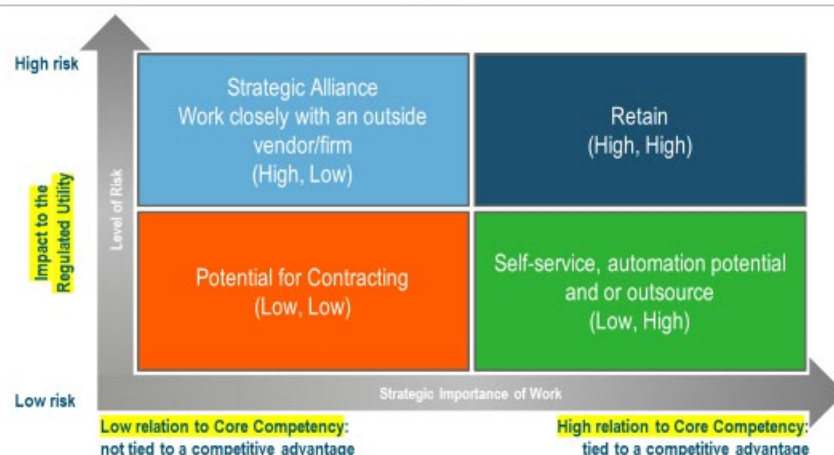 High risk
Strategic Alliance
Work closely with an outside
vendor/firm
(High, Low)
Retain
(High, High)
Impact to the
Regulated Utility
Level of Risk
Potential for Contracting
(Low, Low)
Self-service, automation potential
and or outsource
(Low, High)
Low risk
Strategic Importance of Work
Low relation to Core Competency:
not tied to a competitive advantage
High relation to Core Competency:
tied to a competitive advantage